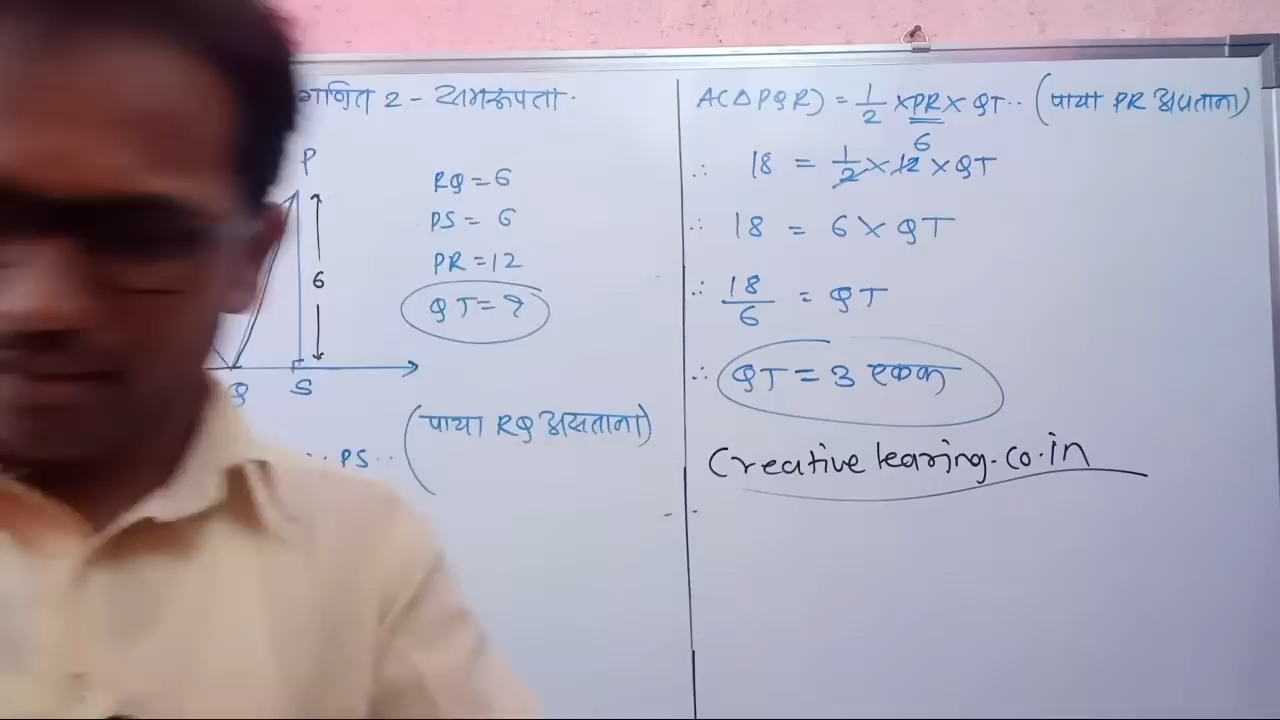 गणित 2 - समरूपता.
P
RQ = 6
PS = 6
6
PR = 12
QT = ?
Q S
(पाया RQ असताना)
.. PS ..
A(△PQR) = 1/2 × PR × QT .. (पाया PR असताना)
6
∴ 18 = 1/2 × 12 × QT
∴ 18 = 6 × QT
∴ 18/6 = QT
∴ QT = 3 एकक
Creative learing.co.in